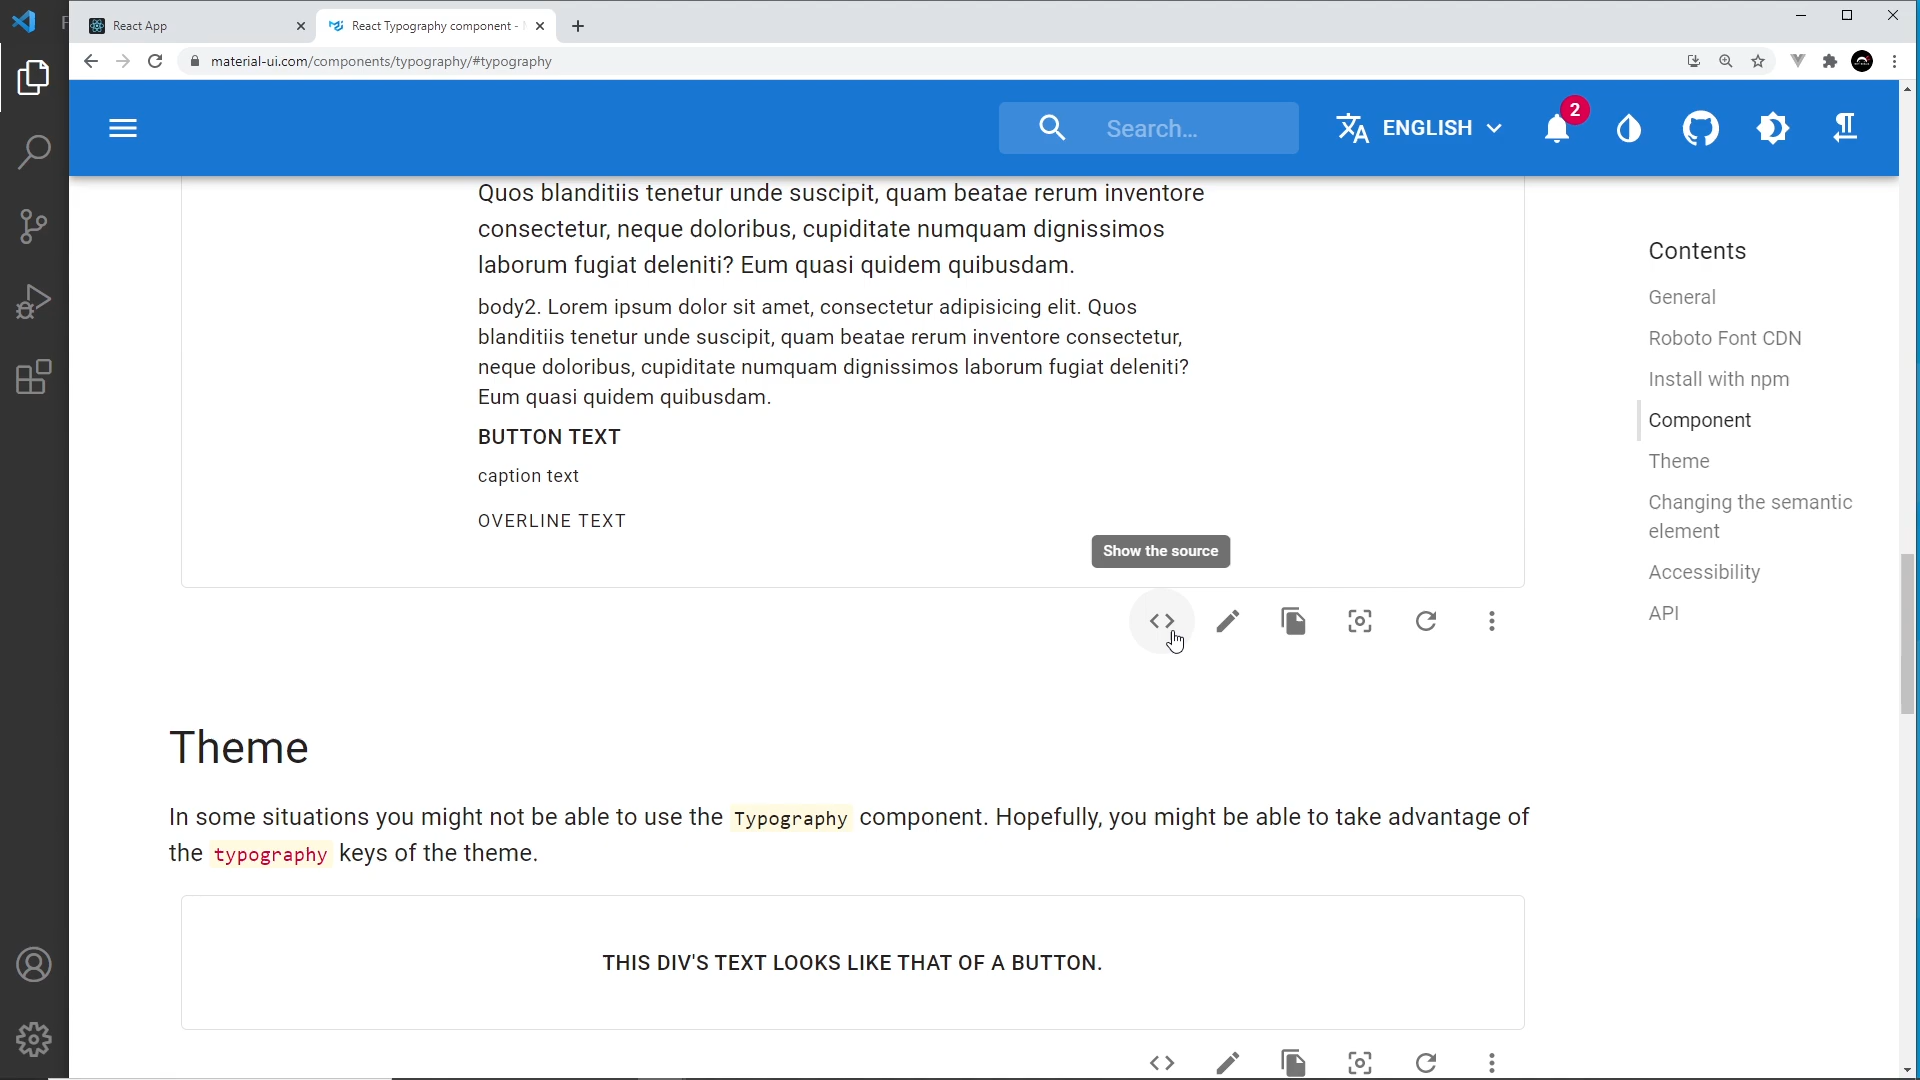 React App
React Typography component -
material-ui.com/components/typography/#typography
Search…
ENGLISH
2
Quos blanditiis tenetur unde suscipit, quam beatae rerum inventore
consectetur, neque doloribus, cupiditate numquam dignissimos
laborum fugiat deleniti? Eum quasi quidem quibusdam.
body2. Lorem ipsum dolor sit amet, consectetur adipisicing elit. Quos
blanditiis tenetur unde suscipit, quam beatae rerum inventore consectetur,
neque doloribus, cupiditate numquam dignissimos laborum fugiat deleniti?
Eum quasi quidem quibusdam.
BUTTON TEXT
caption text
OVERLINE TEXT
Show the source
Theme
In some situations you might not be able to use the Typography component. Hopefully, you might be able to take advantage of
the typography keys of the theme.
THIS DIV'S TEXT LOOKS LIKE THAT OF A BUTTON.
Contents
General
Roboto Font CDN
Install with npm
Component
Theme
Changing the semantic
element
Accessibility
API